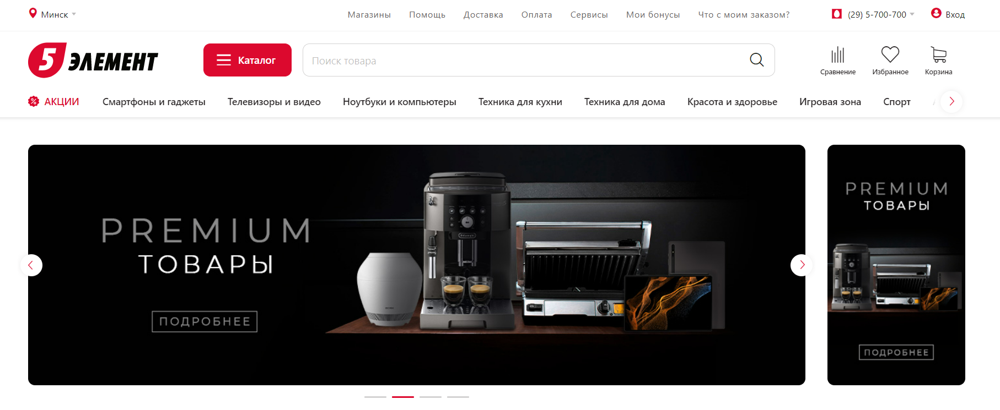 Минск
Магазины
Помощь
Доставка
Оплата
Сервисы
Мои бонусы
Что с моим заказом?
(29) 5-700-700
Вход
5 ЭЛЕМЕНТ
Каталог
Поиск товара
Сравнение
Избранное
Корзина
АКЦИИ
Смартфоны и гаджеты
Телевизоры и видео
Ноутбуки и компьютеры
Техника для кухни
Техника для дома
Красота и здоровье
Игровая зона
Спорт
PREMIUM
ТОВАРЫ
ПОДРОБНЕЕ
DeLonghi
PREMIUM
ТОВАРЫ
ПОДРОБНЕЕ